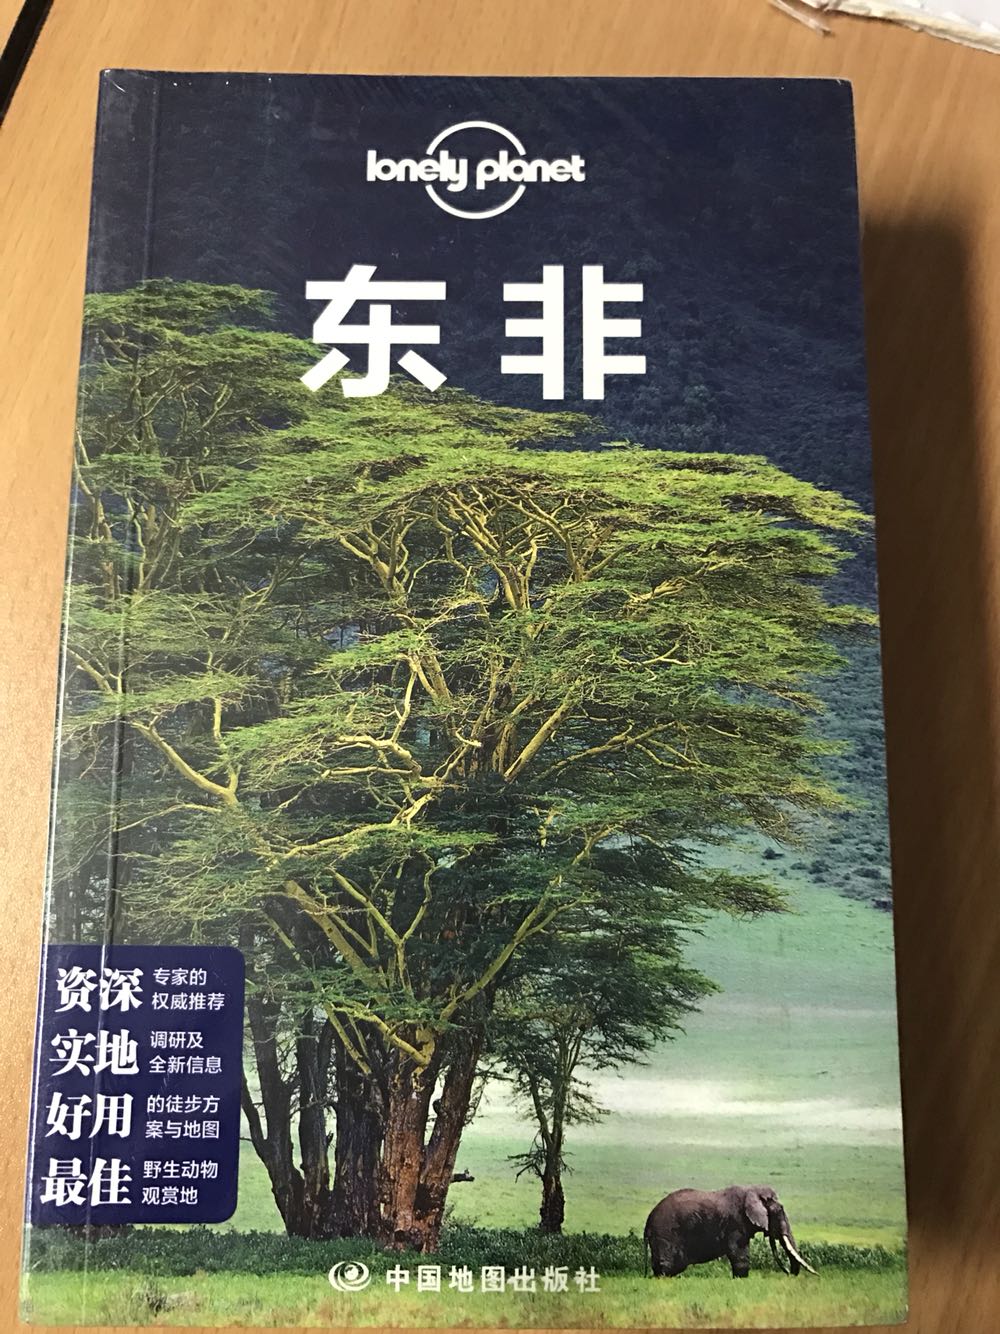 lonely planet
东非
资深 专家的
权威推荐
实地 调研及
全新信息
好用 的徒步方
案与地图
最佳 野生动物
观赏地
中国地图出版社